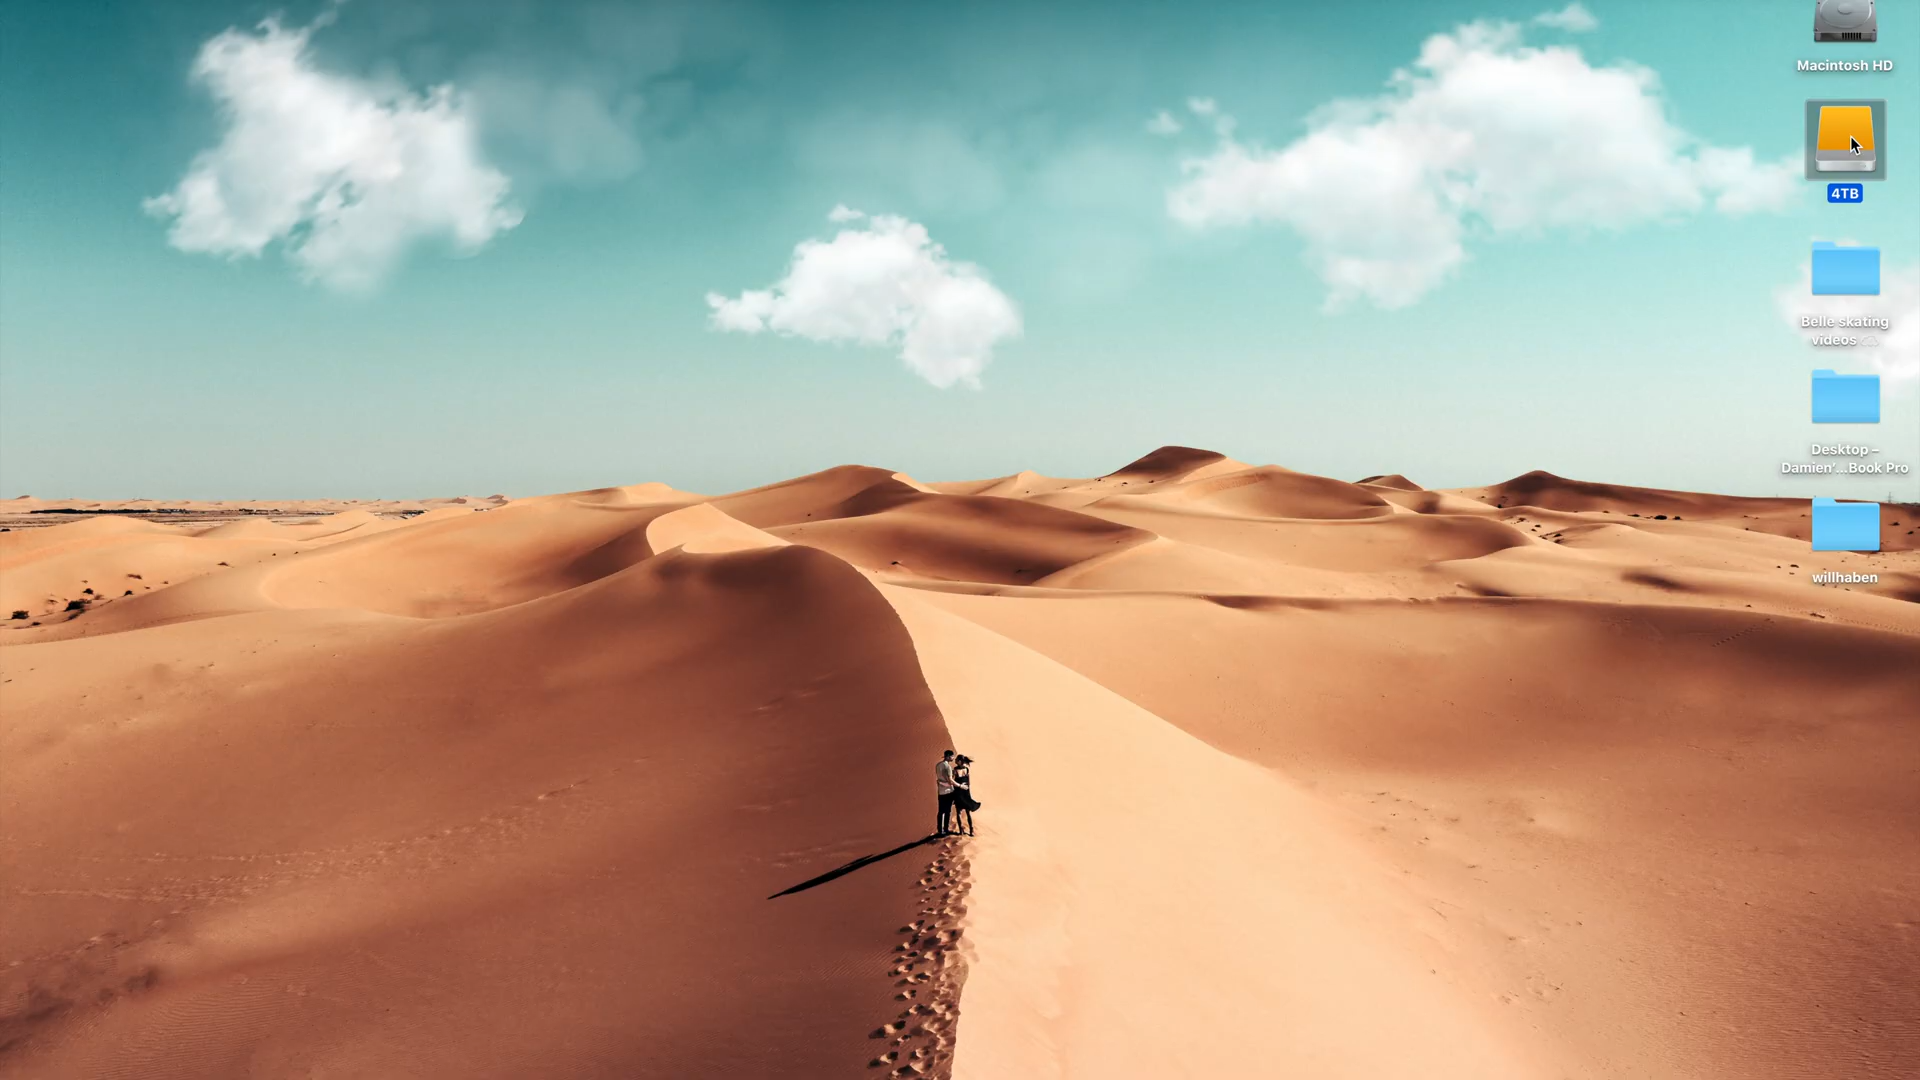 Macintosh HD
4TB
Belle skating
videos
Desktop –
Damien'...Book Pro
willhaben